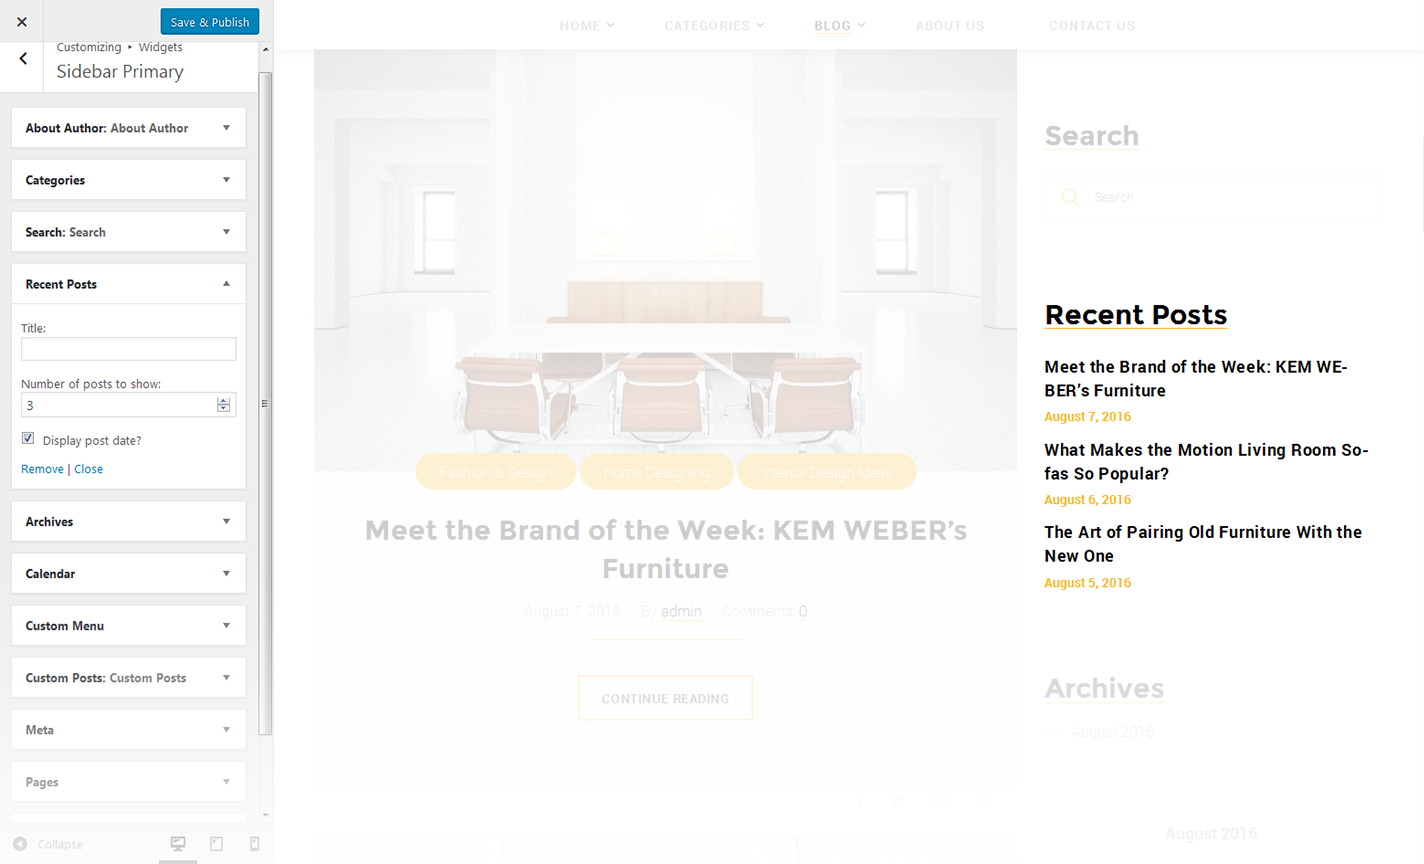 Save & Publish
Customizing ▸ Widgets
Sidebar Primary
About Author: About Author
Categories
Search: Search
Recent Posts
Title:
Number of posts to show:
3
Display post date?
Remove | Close
Archives
Calendar
Custom Menu
Custom Posts: Custom Posts
Meta
Pages
Collapse
HOME
CATEGORIES
BLOG
ABOUT US
CONTACT US
Fashion & Design
Home Designing
Interior Design Ideas
Meet the Brand of the Week: KEM WEBER’s
Furniture
August 7, 2016
By admin
Comments: 0
CONTINUE READING
Search
Search
Recent Posts
Meet the Brand of the Week: KEM WE-
BER’s Furniture
August 7, 2016
What Makes the Motion Living Room So-
fas So Popular?
August 6, 2016
The Art of Pairing Old Furniture With the
New One
August 5, 2016
Archives
August 2016
August 2016